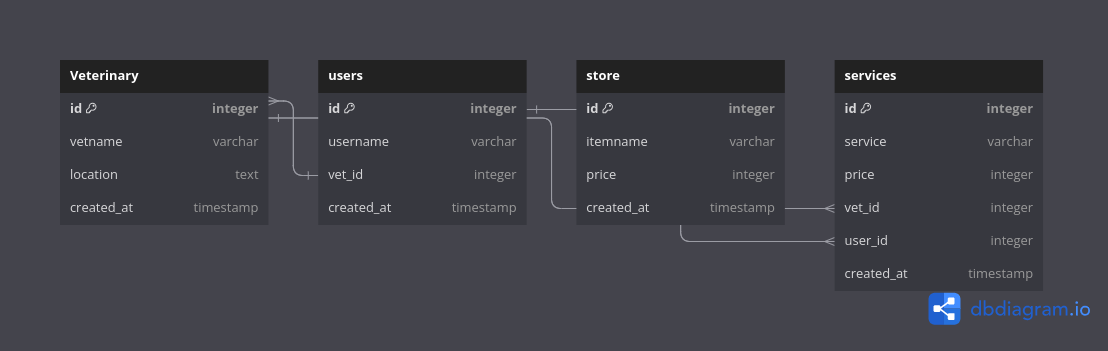 Veterinary
id integer
vetname varchar
location text
created_at timestamp
users
id integer
username varchar
vet_id integer
created_at timestamp
store
id integer
itemname varchar
price integer
created_at timestamp
services
id integer
service varchar
price integer
vet_id integer
user_id integer
created_at timestamp
dbdiagram.io